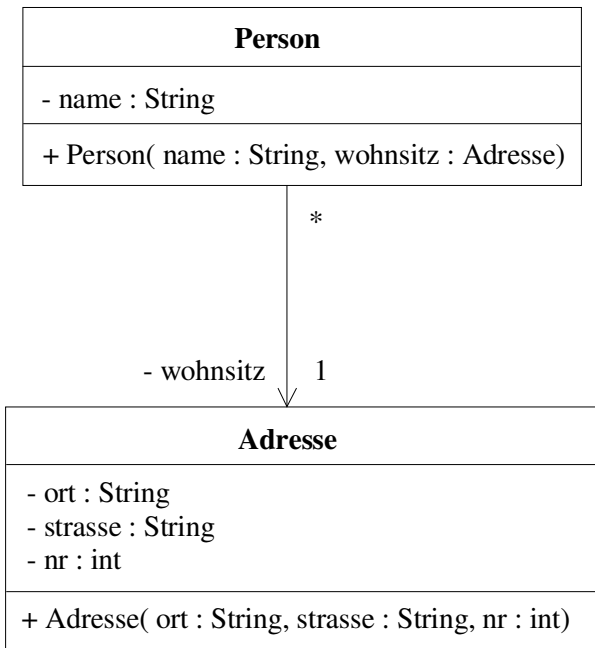 Person
- name : String
+ Person( name : String, wohnsitz : Adresse)
*
- wohnsitz 1
Adresse
- ort : String
- strasse : String
- nr : int
+ Adresse( ort : String, strasse : String, nr : int)